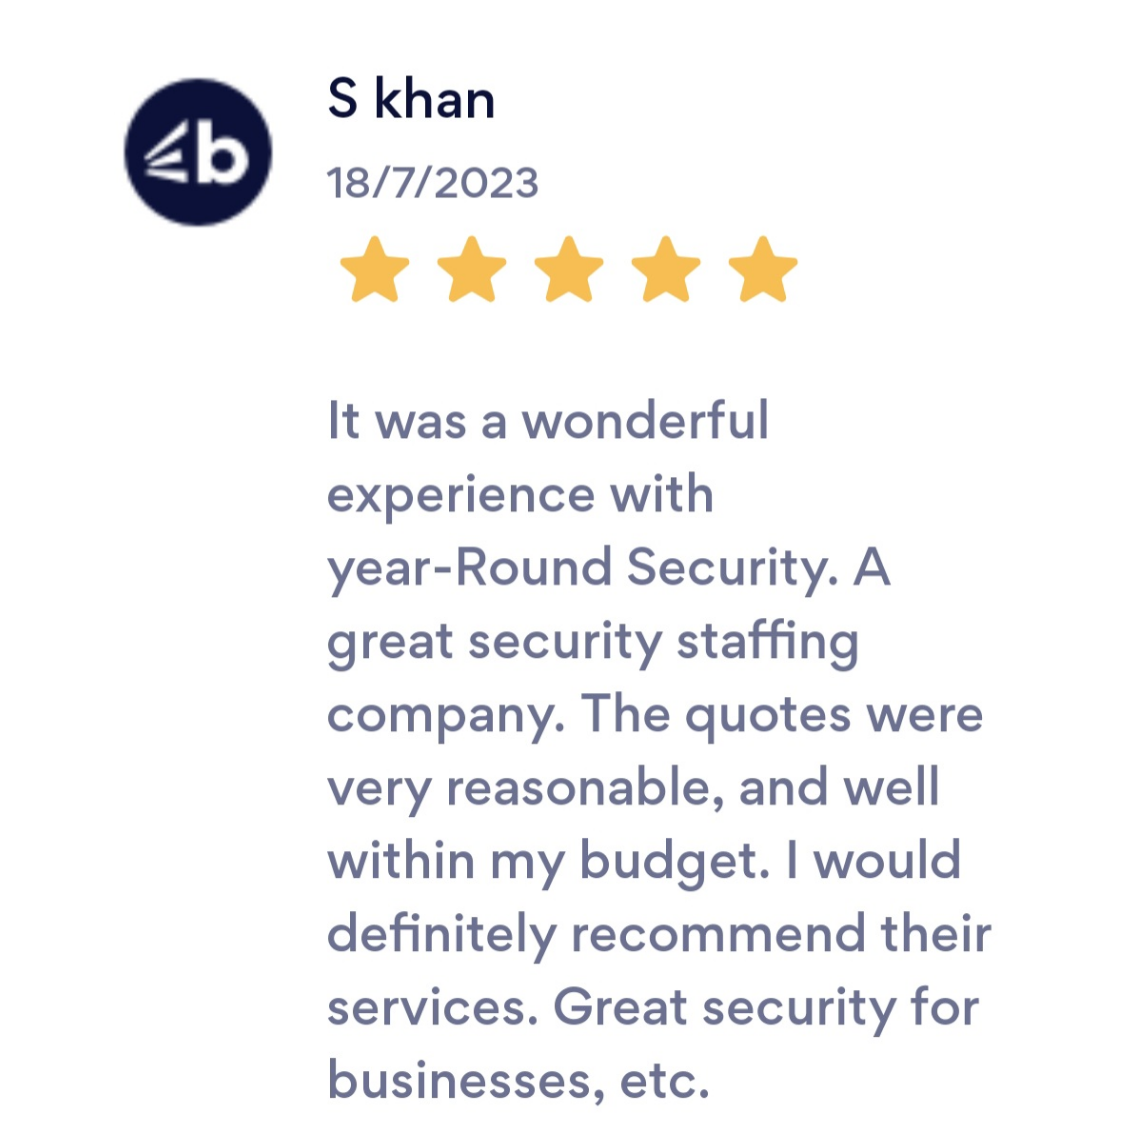 b
S khan
18/7/2023
It was a wonderful
experience with
year-Round Security. A
great security staffing
company. The quotes were
very reasonable, and well
within my budget. I would
definitely recommend their
services. Great security for
businesses, etc.